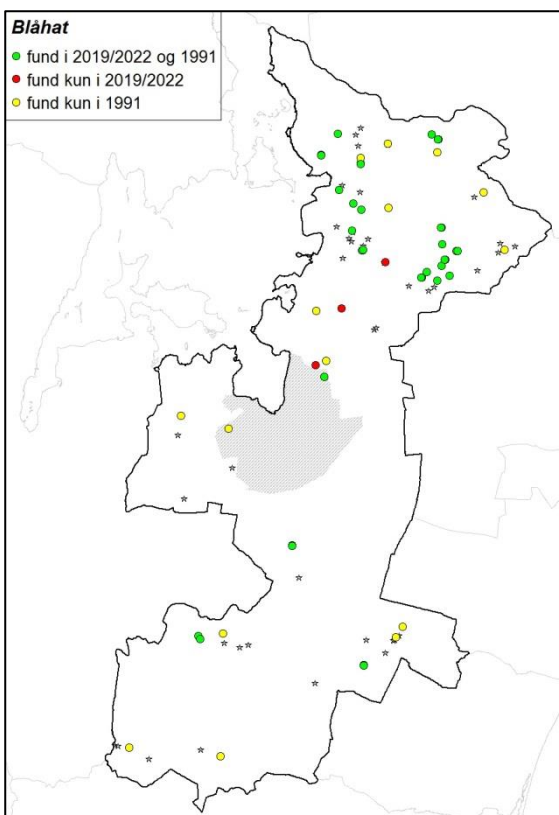 Blåhat
fund i 2019/2022 og 1991
fund kun i 2019/2022
fund kun i 1991